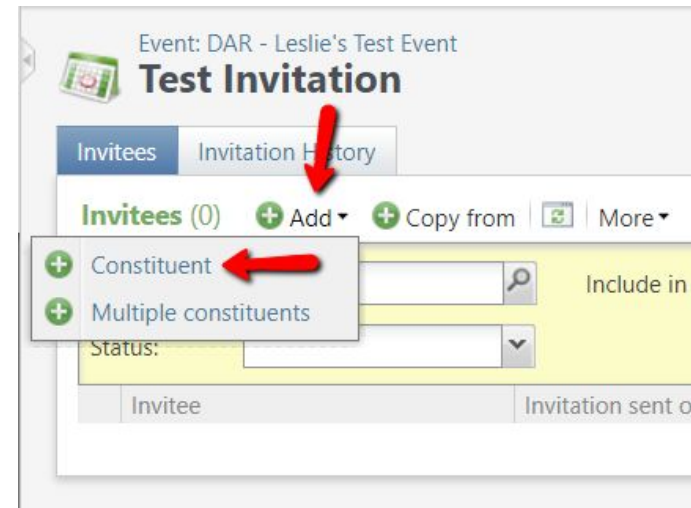 Event: DAR - Leslie's Test Event
Test Invitation
Invitees Invitation History
Invitees (0) Add Copy from More
Constituent
Include in
Multiple constituents
Status:
Invitee Invitation sent o